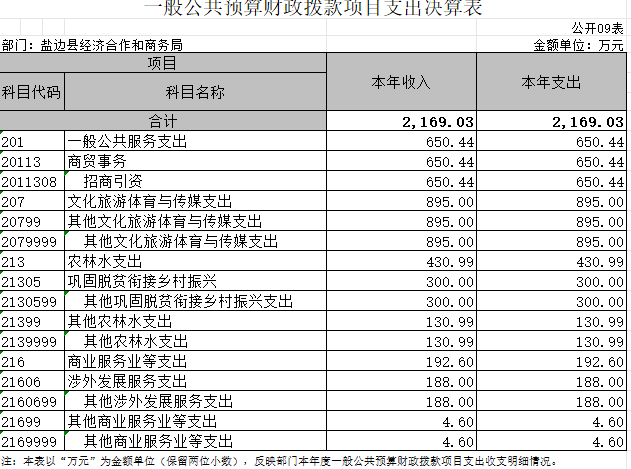 一般公共预算财政拨款项目支出决算表
公开09表
部门：盐边县经济合作和商务局 金额单位：万元
项目 本年收入 本年支出
科目代码 科目名称
合计 2,169.03 2,169.03
201 一般公共服务支出 650.44 650.44
20113 商贸事务 650.44 650.44
2011308 招商引资 650.44 650.44
207 文化旅游体育与传媒支出 895.00 895.00
20799 其他文化旅游体育与传媒支出 895.00 895.00
2079999 其他文化旅游体育与传媒支出 895.00 895.00
213 农林水支出 430.99 430.99
21305 巩固脱贫衔接乡村振兴 300.00 300.00
2130599 其他巩固脱贫衔接乡村振兴支出 300.00 300.00
21399 其他农林水支出 130.99 130.99
2139999 其他农林水支出 130.99 130.99
216 商业服务业等支出 192.60 192.60
21606 涉外发展服务支出 188.00 188.00
2160699 其他涉外发展服务支出 188.00 188.00
21699 其他商业服务业等支出 4.60 4.60
2169999 其他商业服务业等支出 4.60 4.60
注：本表以“万元”为金额单位（保留两位小数），反映部门本年度一般公共预算财政拨款项目支出收支明细情况。